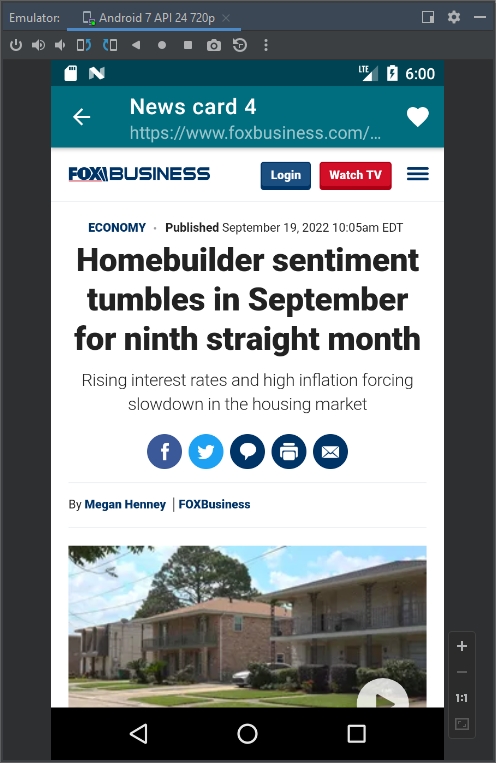 Emulator: Android 7 API 24 720p
LTE 6:00
News card 4
https://www.foxbusiness.com/…
FOX BUSINESS Login Watch TV
ECONOMY · Published September 19, 2022 10:05am EDT
Homebuilder sentiment
tumbles in September
for ninth straight month
Rising interest rates and high inflation forcing
slowdown in the housing market
By Megan Henney | FOXBusiness
1:1